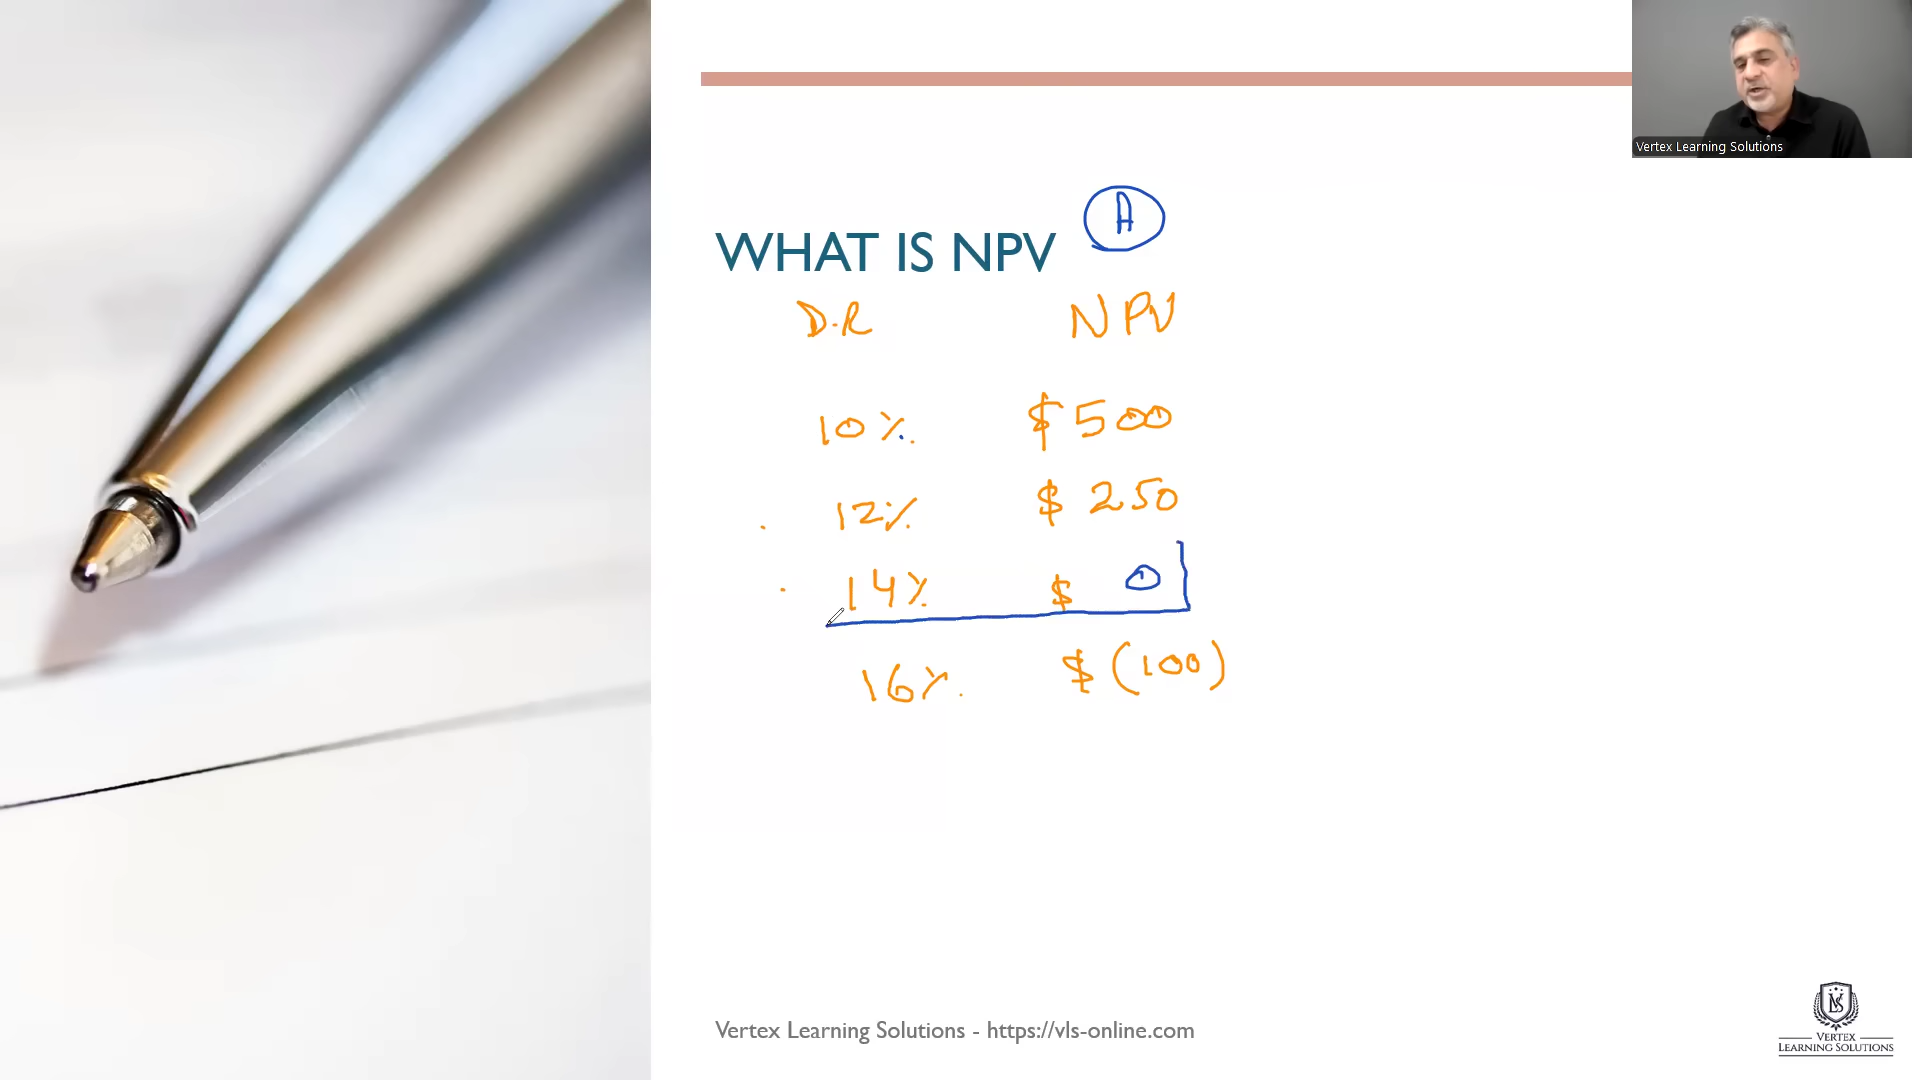 Vertex Learning Solutions
A
WHAT IS NPV
D.R NPV
10% $500
12% $ 250
14% $ 0
16% $ (100)
Vertex Learning Solutions - https://vls-online.com
VLS
VERTEX
LEARNING SOLUTIONS